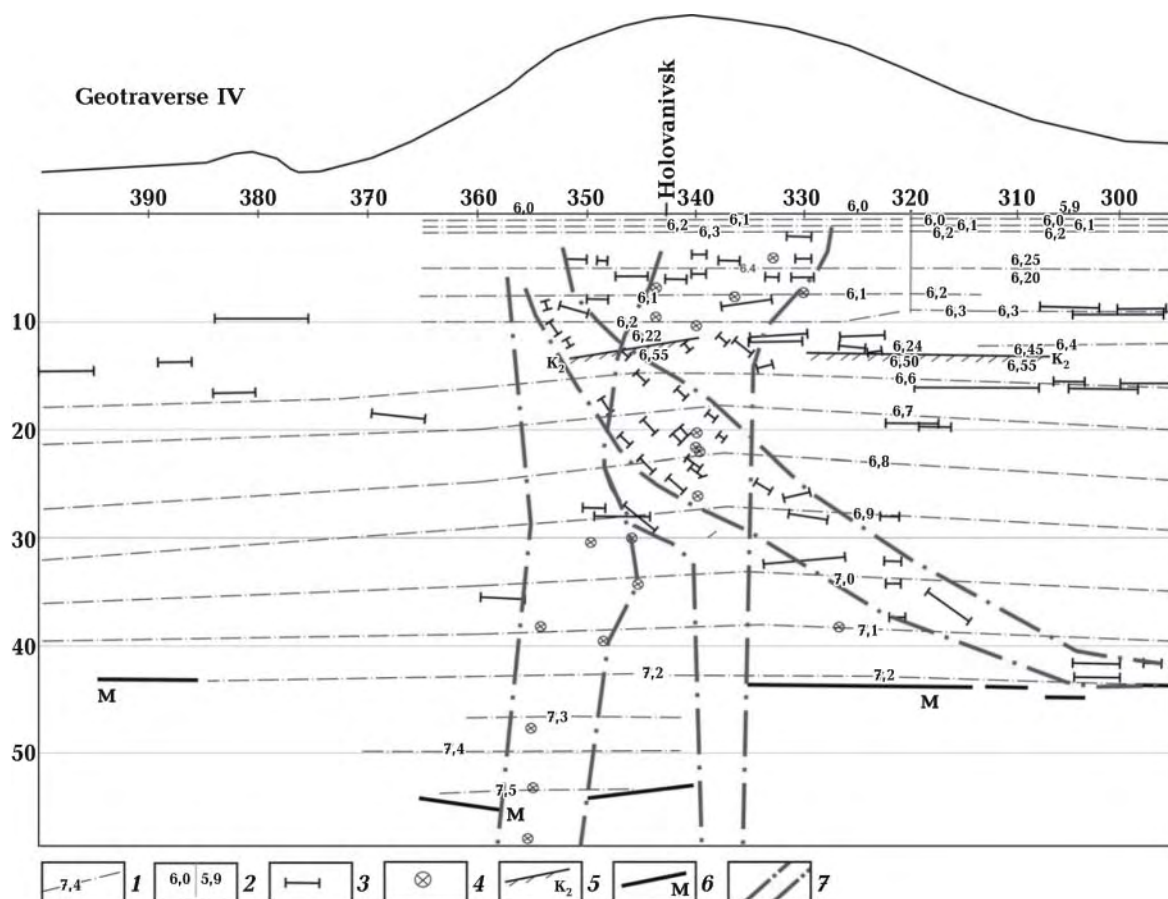 Geotraverse IV
Holovanivsk
390 380 370 360 350 340 330 320 310 300
6,0 6,1 6,0 6,0 5,9
6,2 6,3 6,2 6,0 6,1
6,2
6,4 6,25
6,20
6,1 6,1 6,2
10 6,2 6,3 6,3
6,22 6,24 6,45 6,4
K2 6,55 6,50 6,55 K2
6,6
6,7
20
6,8
6,9
30
7,0
7,1
40
7,2 7,2
M M
7,3
50 7,4
7,5 M
7,4 1 6,0 5,9 2 3 4 K2 5 M 6 7